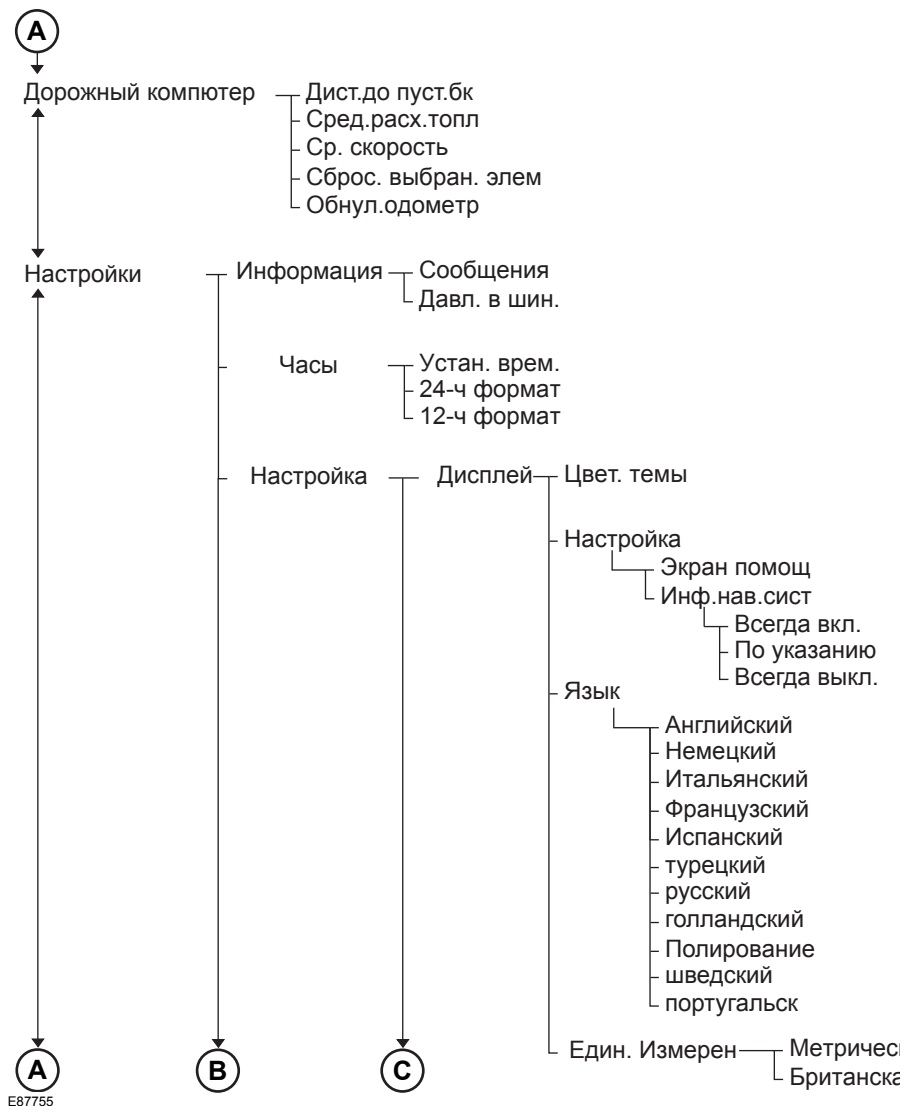 A
Дорожный компютер
Дист.до пуст.бк
Сред.расх.топл
Ср. скорость
Сброс. выбран. элем
Обнул.одометр
Настройки
Информация
Сообщения
Давл. в шин.
Часы
Устан. врем.
24-ч формат
12-ч формат
Настройка
Дисплей
Цвет. темы
Настройка
Экран помощ
Инф.нав.сист
Всегда вкл.
По указанию
Всегда выкл.
Язык
Английский
Немецкий
Итальянский
Французский
Испанский
турецкий
русский
голландский
Полирование
шведский
португальск
Един. Измерен
Метричес
Британска
A
B
C
E87755